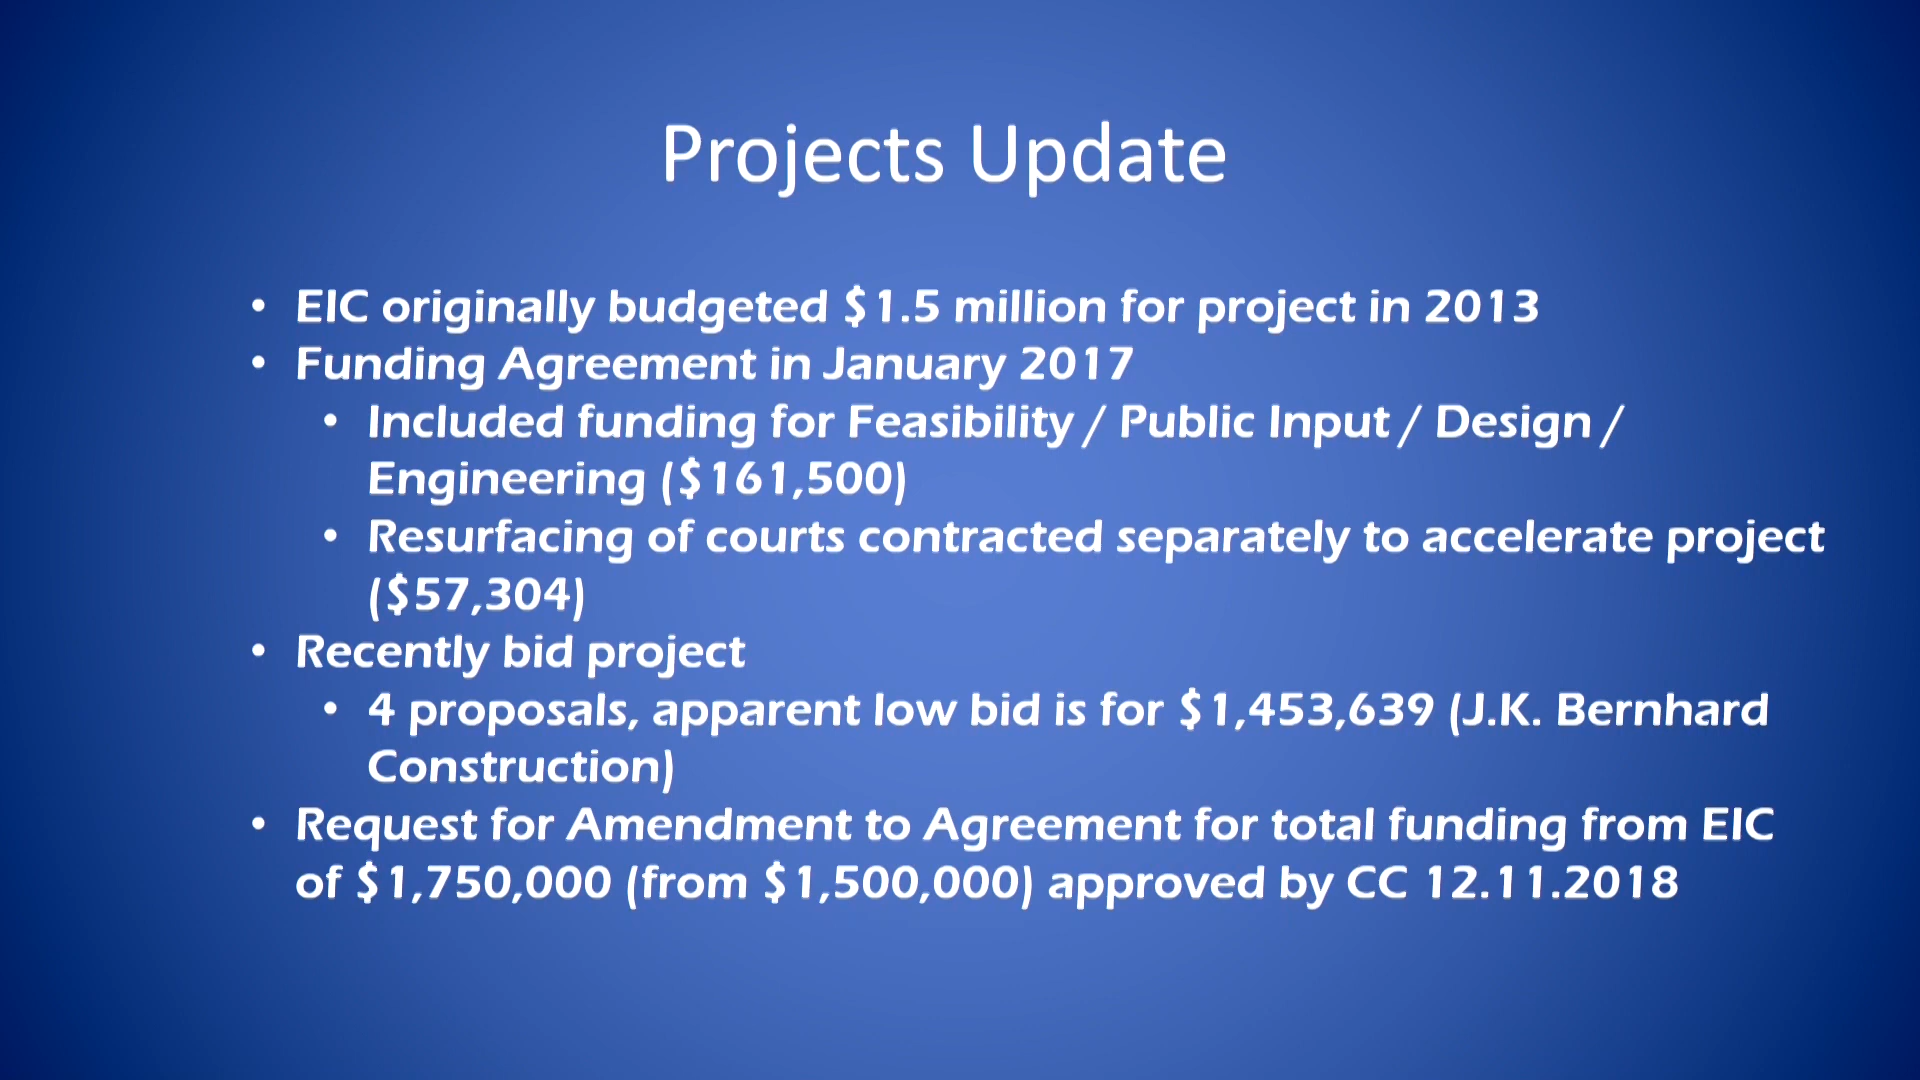 Projects Update
• EIC originally budgeted $1.5 million for project in 2013
• Funding Agreement in January 2017
• Included funding for Feasibility / Public Input / Design /
Engineering ($161,500)
• Resurfacing of courts contracted separately to accelerate project
($57,304)
• Recently bid project
• 4 proposals, apparent low bid is for $1,453,639 (J.K. Bernhard
Construction)
• Request for Amendment to Agreement for total funding from EIC
of $1,750,000 (from $1,500,000) approved by CC 12.11.2018